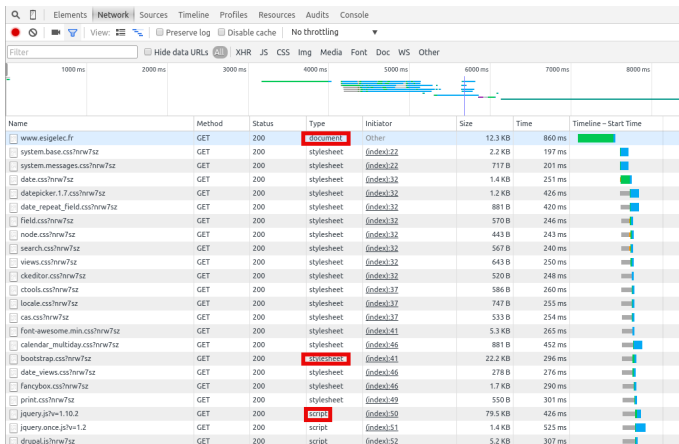 Elements Network Sources Timeline Profiles Resources Audits Console
View: Preserve log Disable cache No throttling
Filter Hide data URLs All XHR JS CSS Img Media Font Doc WS Other
1000 ms 2000 ms 3000 ms 4000 ms 5000 ms 6000 ms 7000 ms 8000 ms
Name Method Status Type Initiator Size Time Timeline – Start Time
www.esigelec.fr GET 200 document Other 12.3 KB 860 ms
system.base.css?nrw7sz GET 200 stylesheet (index):22 2.2 KB 197 ms
system.messages.css?nrw7sz GET 200 stylesheet (index):22 717 B 201 ms
date.css?nrw7sz GET 200 stylesheet (index):32 1.4 KB 251 ms
datepicker.1.7.css?nrw7sz GET 200 stylesheet (index):32 1.2 KB 426 ms
date_repeat_field.css?nrw7sz GET 200 stylesheet (index):32 881 B 420 ms
field.css?nrw7sz GET 200 stylesheet (index):32 570 B 246 ms
node.css?nrw7sz GET 200 stylesheet (index):32 443 B 243 ms
search.css?nrw7sz GET 200 stylesheet (index):32 567 B 240 ms
views.css?nrw7sz GET 200 stylesheet (index):32 643 B 250 ms
ckeditor.css?nrw7sz GET 200 stylesheet (index):32 520 B 248 ms
ctools.css?nrw7sz GET 200 stylesheet (index):37 586 B 260 ms
locale.css?nrw7sz GET 200 stylesheet (index):37 747 B 255 ms
cas.css?nrw7sz GET 200 stylesheet (index):37 533 B 254 ms
font-awesome.min.css?nrw7sz GET 200 stylesheet (index):41 5.3 KB 265 ms
calendar_multiday.css?nrw7sz GET 200 stylesheet (index):46 881 B 452 ms
bootstrap.css?nrw7sz GET 200 stylesheet (index):41 22.2 KB 296 ms
date_views.css?nrw7sz GET 200 stylesheet (index):46 278 B 276 ms
fancybox.css?nrw7sz GET 200 stylesheet (index):46 1.7 KB 290 ms
print.css?nrw7sz GET 200 stylesheet (index):49 550 B 301 ms
jquery.js?v=1.10.2 GET 200 script (index):50 79.5 KB 426 ms
jquery.once.js?v=1.2 GET 200 script (index):51 1.4 KB 525 ms
drupal.js?nrw7sz GET 200 script (index):52 5.2 KB 307 ms